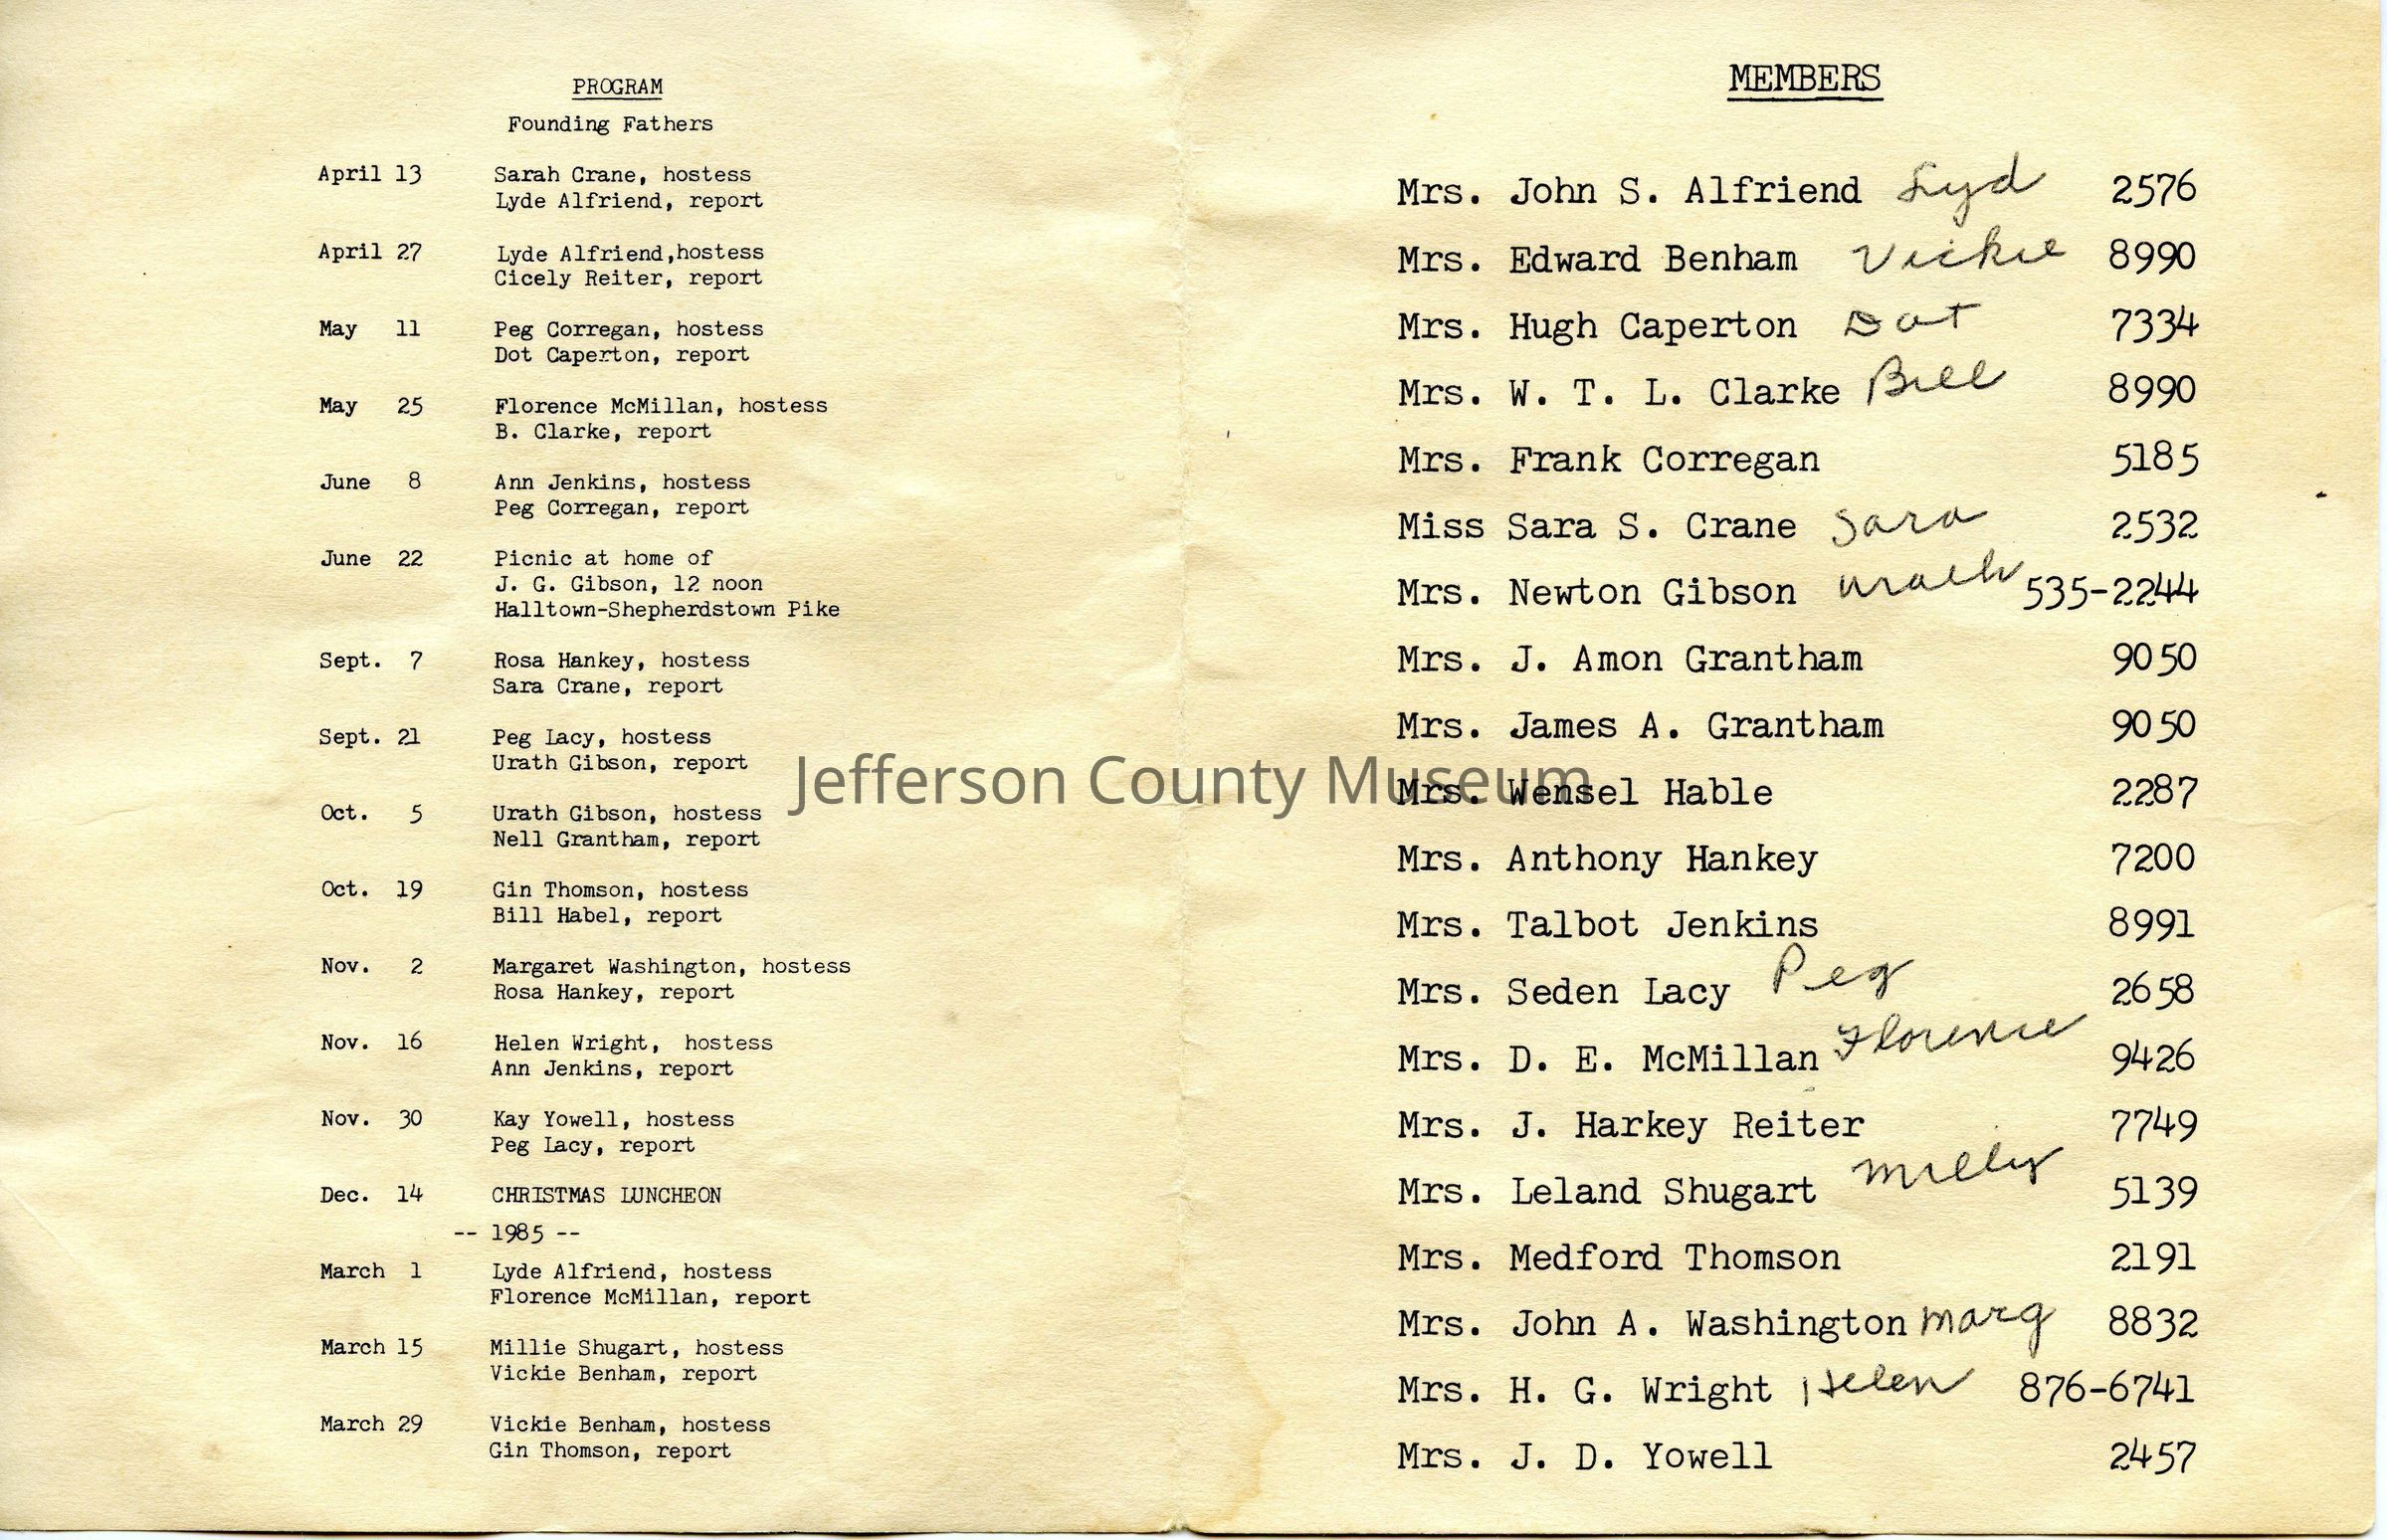 PROGRAM
Founding Fathers
April 13 Sarah Crane, hostess
Lyde Alfriend, report
April 27 Lyde Alfriend,hostess
Cicely Reiter, report
May 11 Peg Corregan, hostess
Dot Caperton, report
May 25 Florence McMillan, hostess
B. Clarke, report
June 8 Ann Jenkins, hostess
Peg Corregan, report
June 22 Picnic at home of
J. G. Gibson, 12 noon
Halltown-Shepherdstown Pike
Sept. 7 Rosa Hankey, hostess
Sara Crane, report
Sept. 21 Peg Lacy, hostess
Urath Gibson, report
Oct. 5 Urath Gibson, hostess
Nell Grantham, report
Oct. 19 Gin Thomson, hostess
Bill Habel, report
Nov. 2 Margaret Washington, hostess
Rosa Hankey, report
Nov. 16 Helen Wright, hostess
Ann Jenkins, report
Nov. 30 Kay Yowell, hostess
Peg Lacy, report
Dec. 14 CHRISTMAS LUNCHEON
-- 1985 --
March 1 Lyde Alfriend, hostess
Florence McMillan, report
March 15 Millie Shugart, hostess
Vickie Benham, report
March 29 Vickie Benham, hostess
Gin Thomson, report
MEMBERS
Mrs. John S. Alfriend Lyd 2576
Mrs. Edward Benham Vickie 8990
Mrs. Hugh Caperton Dot 7334
Mrs. W. T. L. Clarke Bill 8990
Mrs. Frank Corregan 5185
Miss Sara S. Crane Sara 2532
Mrs. Newton Gibson 535-2244
Mrs. J. Amon Grantham 9050
Mrs. James A. Grantham 9050
Mrs. Wensel Hable 2287
Mrs. Anthony Hankey 7200
Mrs. Talbot Jenkins 8991
Mrs. Seden Lacy Peg 2658
Mrs. D. E. McMillan Florence 9426
Mrs. J. Harkey Reiter 7749
Mrs. Leland Shugart Milly 5139
Mrs. Medford Thomson 2191
Mrs. John A. Washington Marg 8832
Mrs. H. G. Wright Helen 876-6741
Mrs. J. D. Yowell 2457
Jefferson County Museum